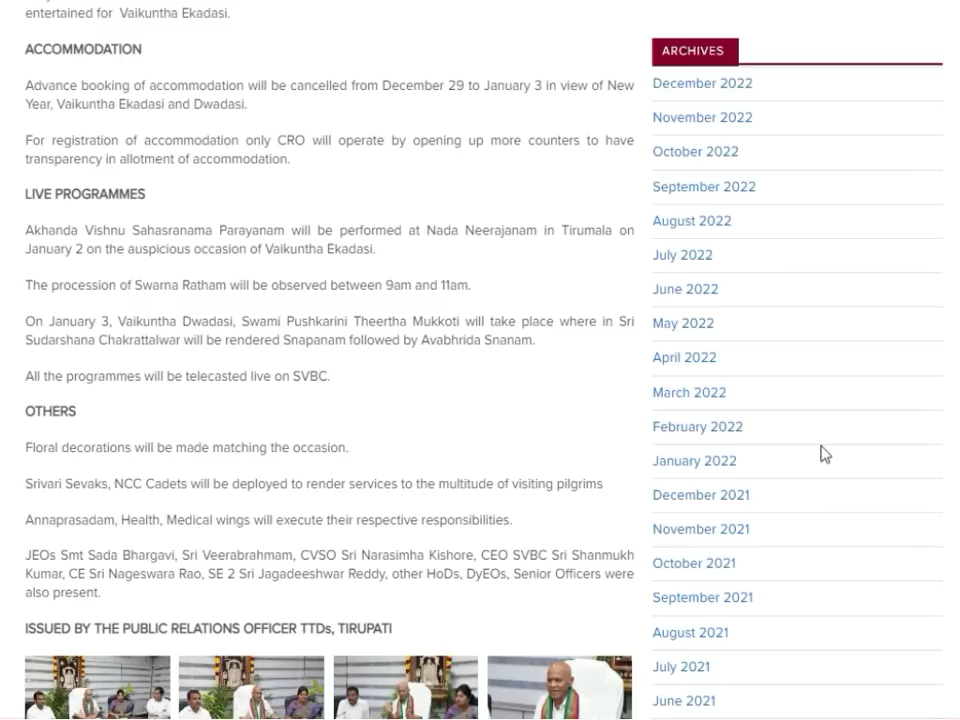 entertained for Vaikuntha Ekadasi.
ACCOMMODATION
Advance booking of accommodation will be cancelled from December 29 to January 3 in view of New
Year, Vaikuntha Ekadasi and Dwadasi.
For registration of accommodation only CRO will operate by opening up more counters to have
transparency in allotment of accommodation.
LIVE PROGRAMMES
Akhanda Vishnu Sahasranama Parayanam will be performed at Nada Neerajanam in Tirumala on
January 2 on the auspicious occasion of Vaikuntha Ekadasi.
The procession of Swarna Ratham will be observed between 9am and 11am.
On January 3, Vaikuntha Dwadasi, Swami Pushkarini Theertha Mukkoti will take place where in Sri
Sudarshana Chakrattalwar will be rendered Snapanam followed by Avabhrida Snanam.
All the programmes will be telecasted live on SVBC.
OTHERS
Floral decorations will be made matching the occasion.
Srivari Sevaks, NCC Cadets will be deployed to render services to the multitude of visiting pilgrims
Annaprasadam, Health, Medical wings will execute their respective responsibilities.
JEOs Smt Sada Bhargavi, Sri Veerabrahmam, CVSO Sri Narasimha Kishore, CEO SVBC Sri Shanmukh
Kumar, CE Sri Nageswara Rao, SE 2 Sri Jagadeeshwar Reddy, other HoDs, DyEOs, Senior Officers were
also present.
ISSUED BY THE PUBLIC RELATIONS OFFICER TTDs, TIRUPATI
ARCHIVES
December 2022
November 2022
October 2022
September 2022
August 2022
July 2022
June 2022
May 2022
April 2022
March 2022
February 2022
January 2022
December 2021
November 2021
October 2021
September 2021
August 2021
July 2021
June 2021